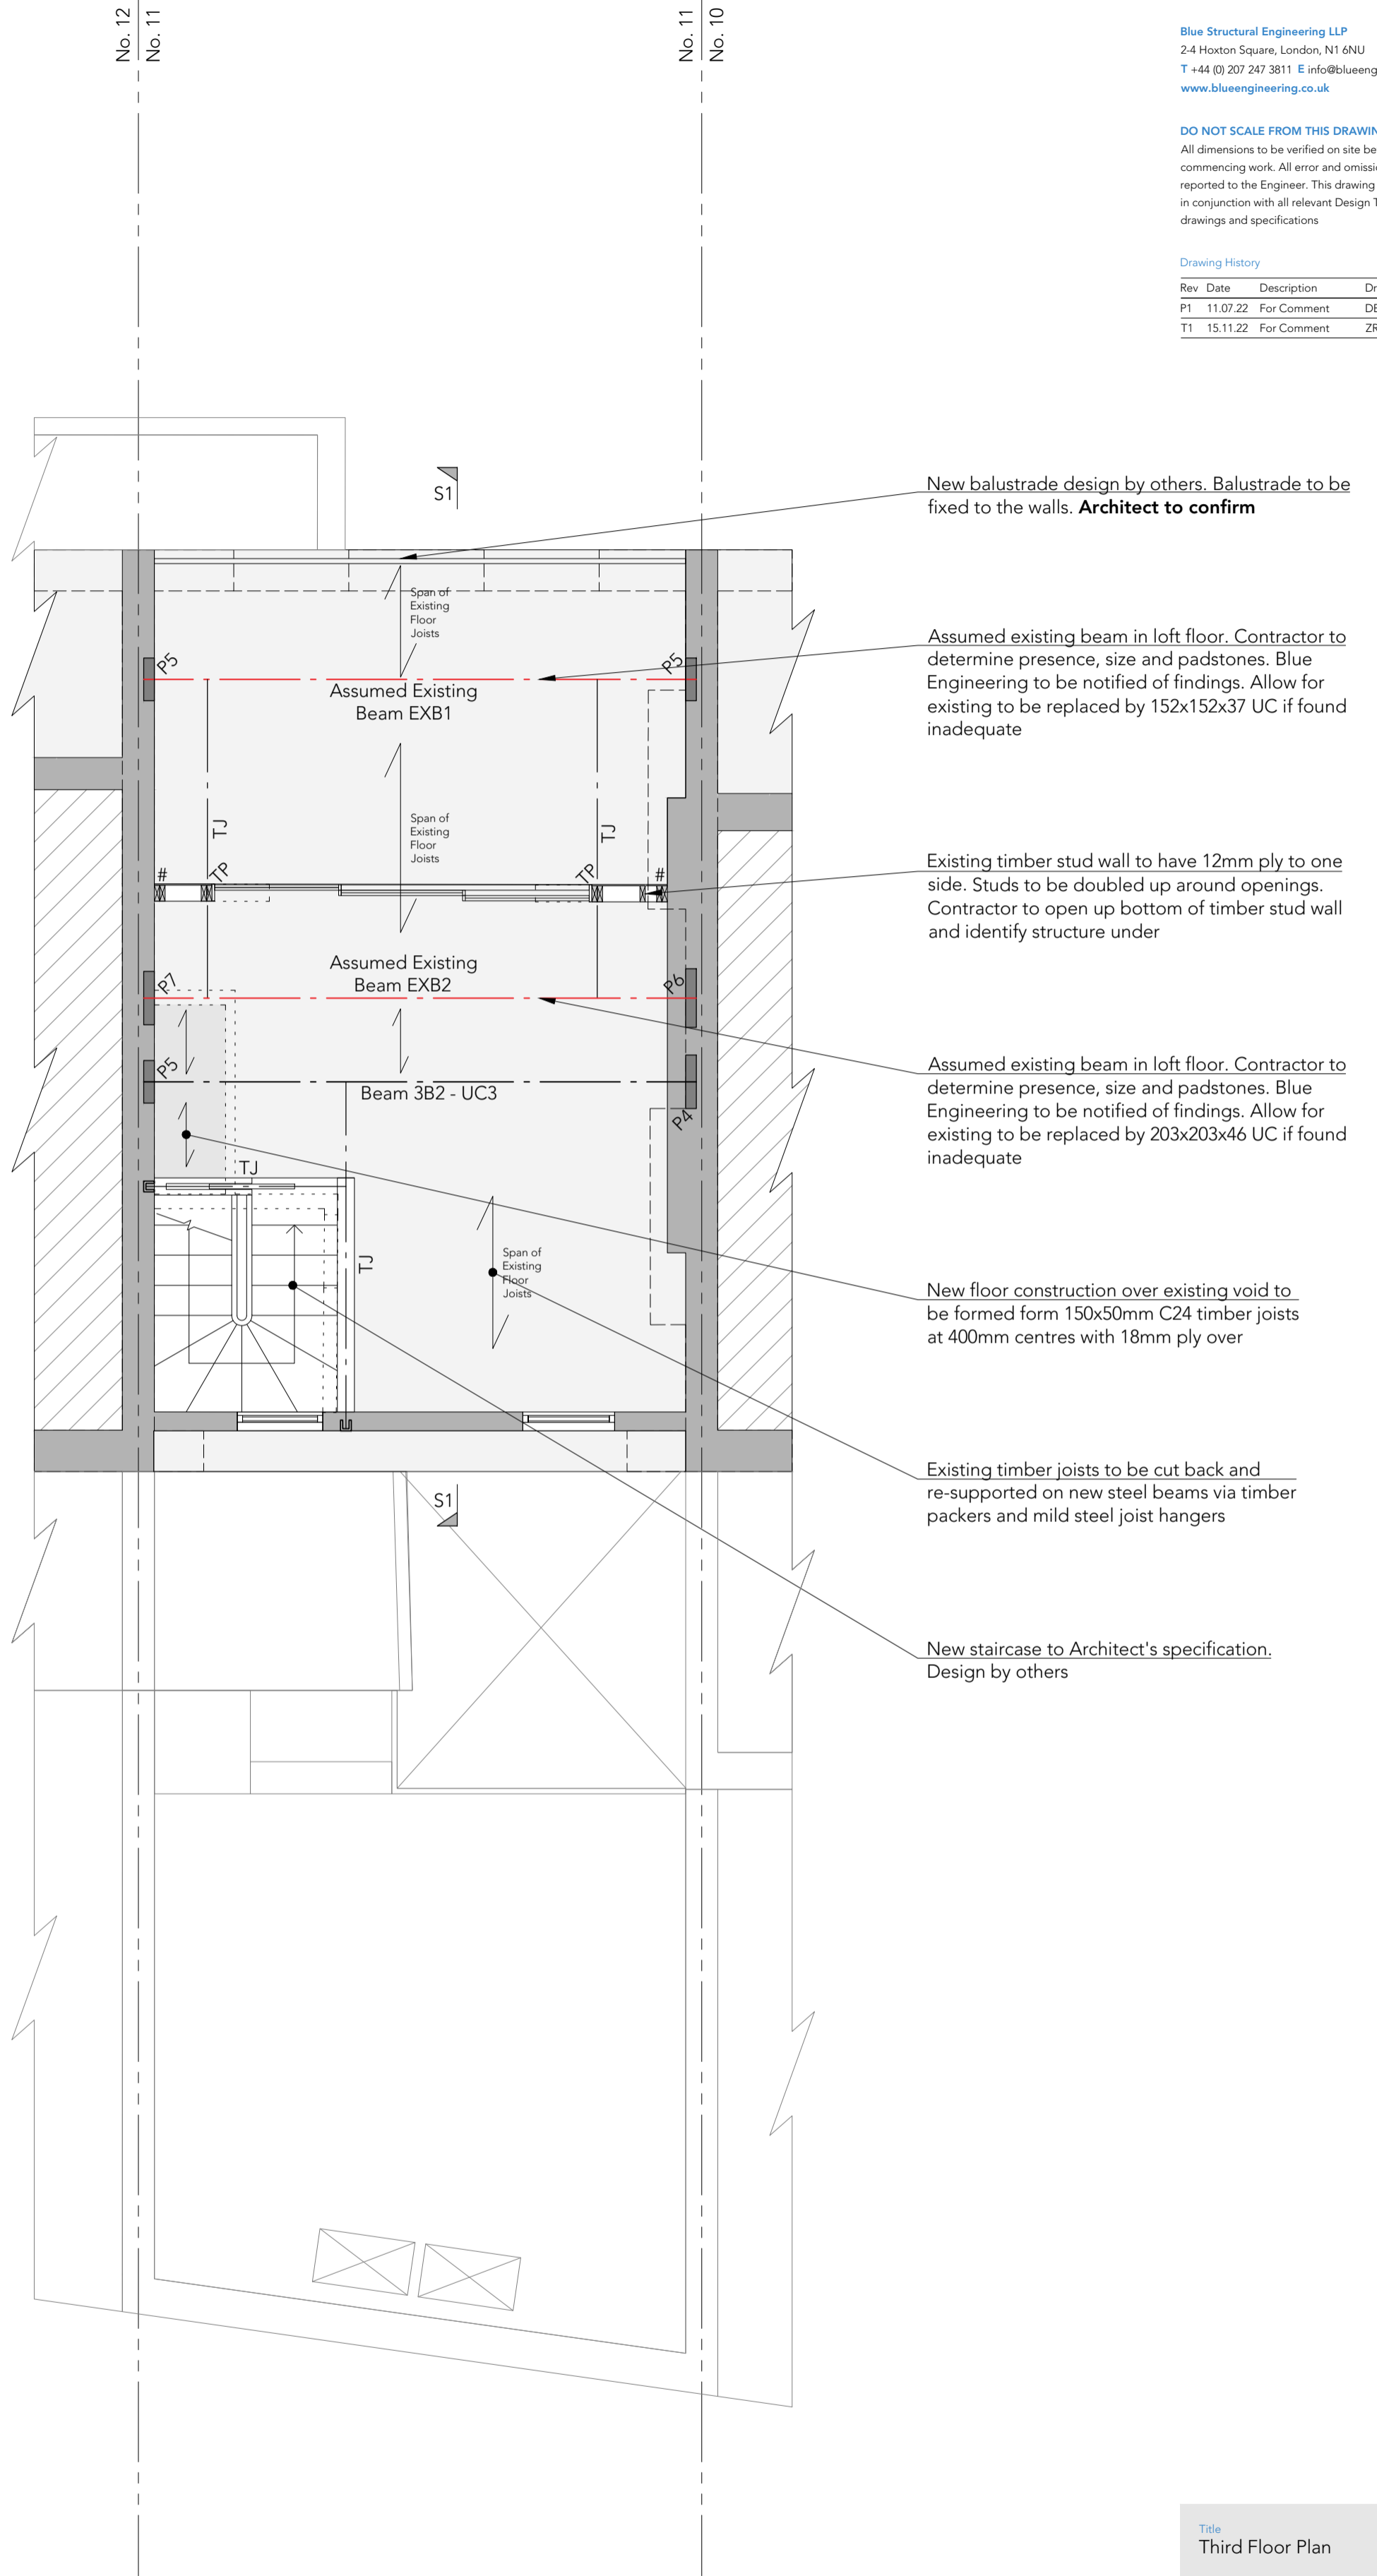 No. 12
No. 11
No. 11
No. 10
Blue Structural Engineering LLP
2-4 Hoxton Square, London, N1 6NU
T +44 (0) 207 247 3811 E info@blueeng
www.blueengineering.co.uk
DO NOT SCALE FROM THIS DRAWIN
All dimensions to be verified on site be
commencing work. All error and omissi
reported to the Engineer. This drawing
in conjunction with all relevant Design T
drawings and specifications
Drawing History
Rev Date Description Dr
P1 11.07.22 For Comment DE
T1 15.11.22 For Comment ZR
S1
New balustrade design by others. Balustrade to be
fixed to the walls. Architect to confirm
Span of
Existing
Floor
Joists
P5
P5
Assumed Existing
Beam EXB1
Assumed existing beam in loft floor. Contractor to
determine presence, size and padstones. Blue
Engineering to be notified of findings. Allow for
existing to be replaced by 152x152x37 UC if found
inadequate
TJ
Span of
Existing
Floor
Joists
TJ
# TP
TP #
Existing timber stud wall to have 12mm ply to one
side. Studs to be doubled up around openings.
Contractor to open up bottom of timber stud wall
and identify structure under
Assumed Existing
Beam EXB2
P7
P6
P5
Beam 3B2 - UC3
P4
Assumed existing beam in loft floor. Contractor to
determine presence, size and padstones. Blue
Engineering to be notified of findings. Allow for
existing to be replaced by 203x203x46 UC if found
inadequate
TJ
TJ
Span of
Existing
Floor
Joists
New floor construction over existing void to
be formed form 150x50mm C24 timber joists
at 400mm centres with 18mm ply over
Existing timber joists to be cut back and
re-supported on new steel beams via timber
packers and mild steel joist hangers
S1
New staircase to Architect's specification.
Design by others
Title
Third Floor Plan